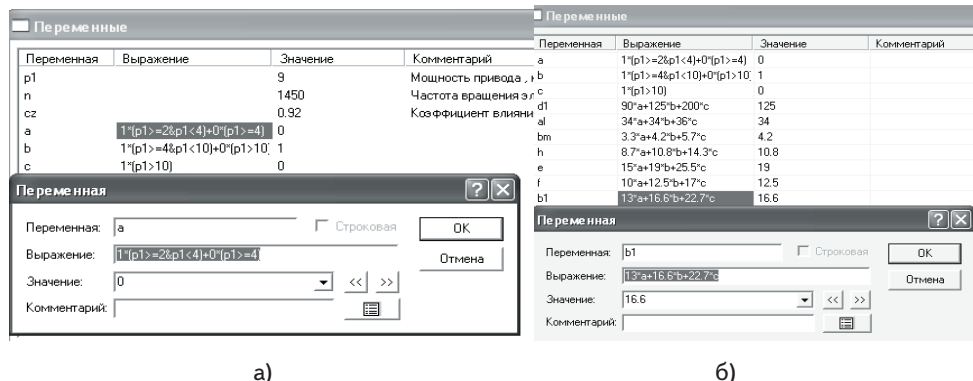 Переменные
Переменная Выражение Значение Комментарий
p1 9 Мощность привода ,
n 1450 Частота вращения эл
cz 0.92 Коэффициент влияни
a 1*(p1>=2&p1<4)+0*(p1>=4) 0
b 1*(p1>=4&p1<10)+0*(p1>10) 1
c 1*(p1>10) 0
Переменная
Переменная: a Строковая OK
Выражение: 1*(p1>=2&p1<4)+0*(p1>=4) Отмена
Значение: 0 << >>
Комментарий:
а)
Переменные
Переменная Выражение Значение Комментарий
a 1*(p1>=2&p1<4)+0*(p1>=4) 0
b 1*(p1>=4&p1<10)+0*(p1>10) 1
c 1*(p1>10) 0
d1 90*a+125*b+200*c 125
al 34*a+34*b+36*c 34
bm 3.3*a+4.2*b+5.7*c 4.2
h 8.7*a+10.8*b+14.3*c 10.8
e 15*a+19*b+25.5*c 19
f 10*a+12.5*b+17*c 12.5
b1 13*a+16.6*b+22.7*c 16.6
Переменная
Переменная: b1 Строковая OK
Выражение: 13*a+16.6*b+22.7*c Отмена
Значение: 16.6 << >>
Комментарий:
б)